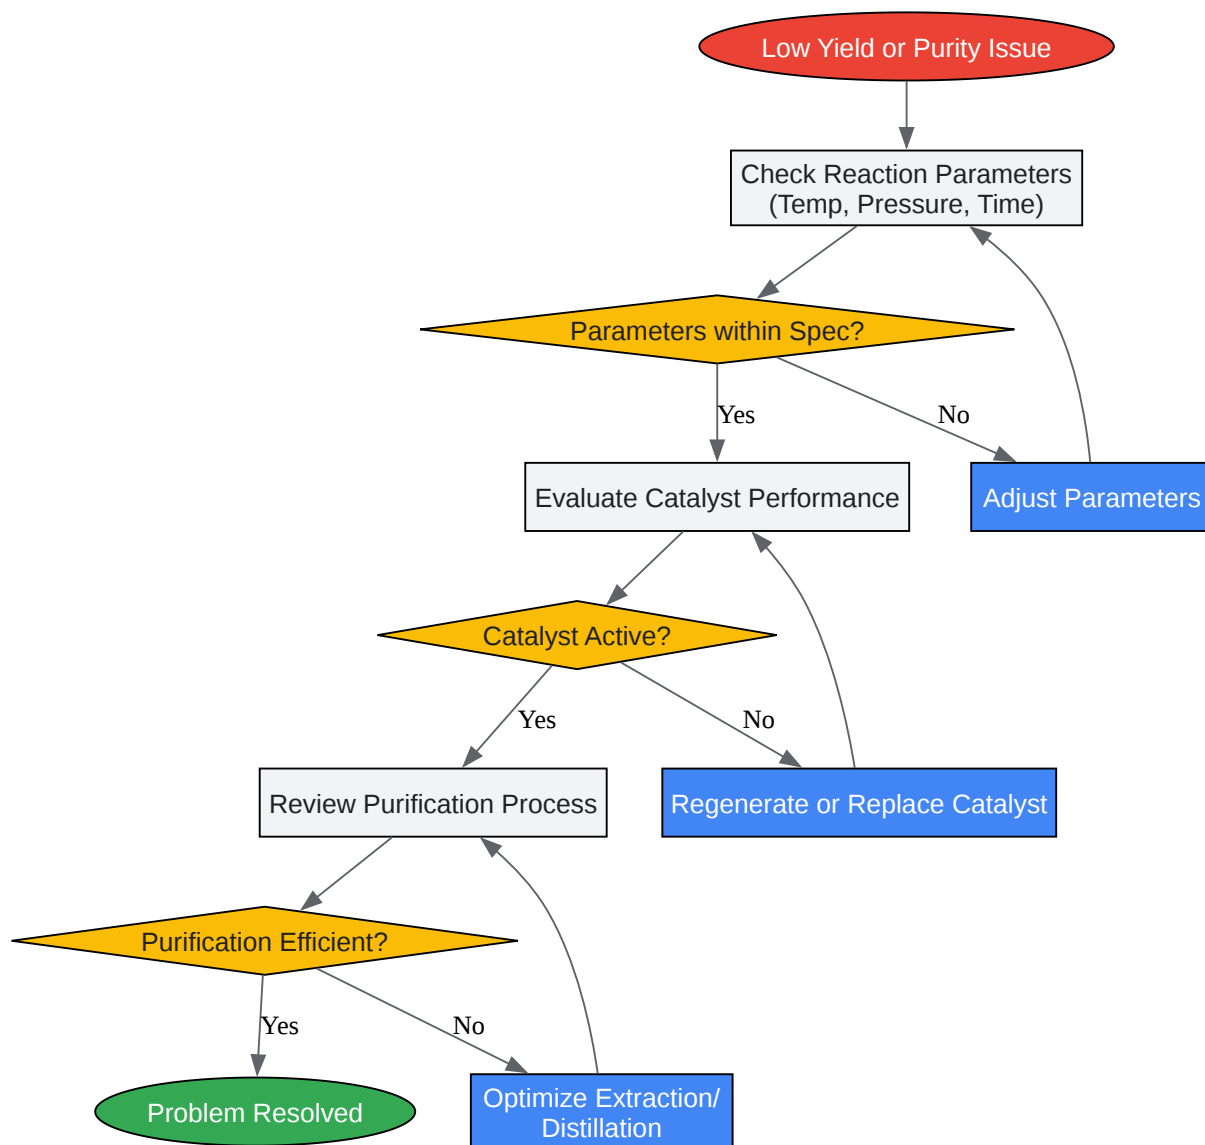 Low Yield or Purity Issue
Check Reaction Parameters
(Temp, Pressure, Time)
Parameters within Spec?
Yes
No
Evaluate Catalyst Performance
Adjust Parameters
Catalyst Active?
Yes
No
Review Purification Process
Regenerate or Replace Catalyst
Purification Efficient?
Yes
No
Problem Resolved
Optimize Extraction/
Distillation